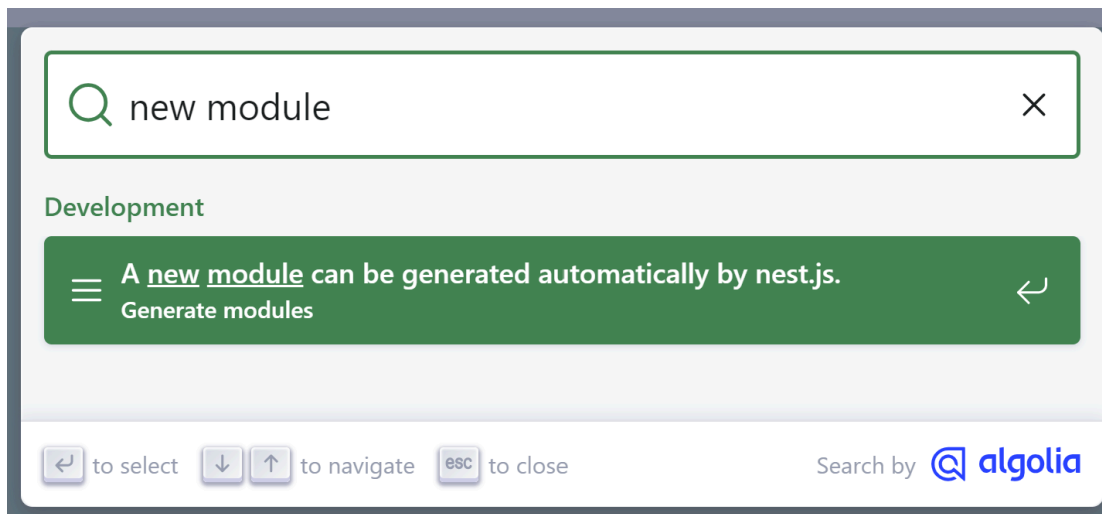 new module
Development
A new module can be generated automatically by nest.js.
Generate modules
to select ↓ ↑ to navigate esc to close Search by algolia